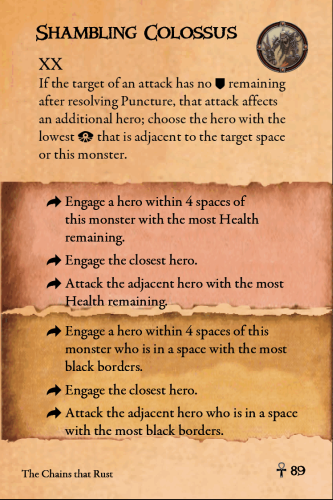 Shambling Colossus
XX
If the target of an attack has no remaining
after resolving Puncture, that attack affects
an additional hero; choose the hero with the
lowest that is adjacent to the target space
or this monster.
Engage a hero within 4 spaces of
this monster with the most Health
remaining.
Engage the closest hero.
Attack the adjacent hero with the most
Health remaining.
Engage a hero within 4 spaces of this
monster who is in a space with the most
black borders.
Engage the closest hero.
Attack the adjacent hero who is in a space
with the most black borders.
The Chains that Rust
89